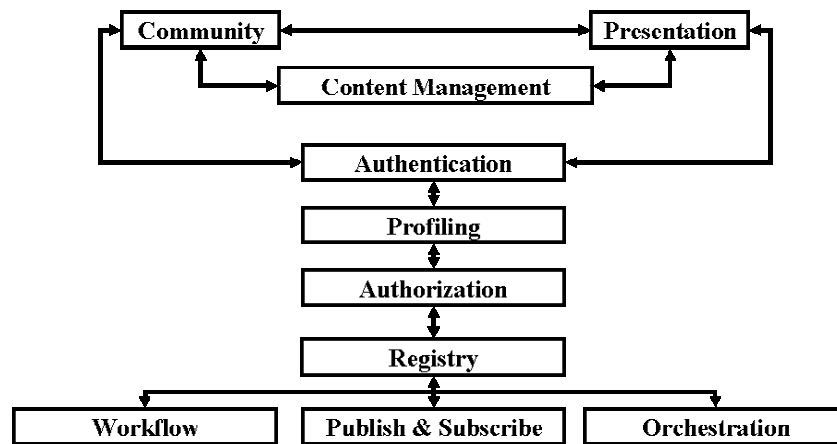 Community
Presentation
Content Management
Authentication
Profiling
Authorization
Registry
Workflow
Publish & Subscribe
Orchestration